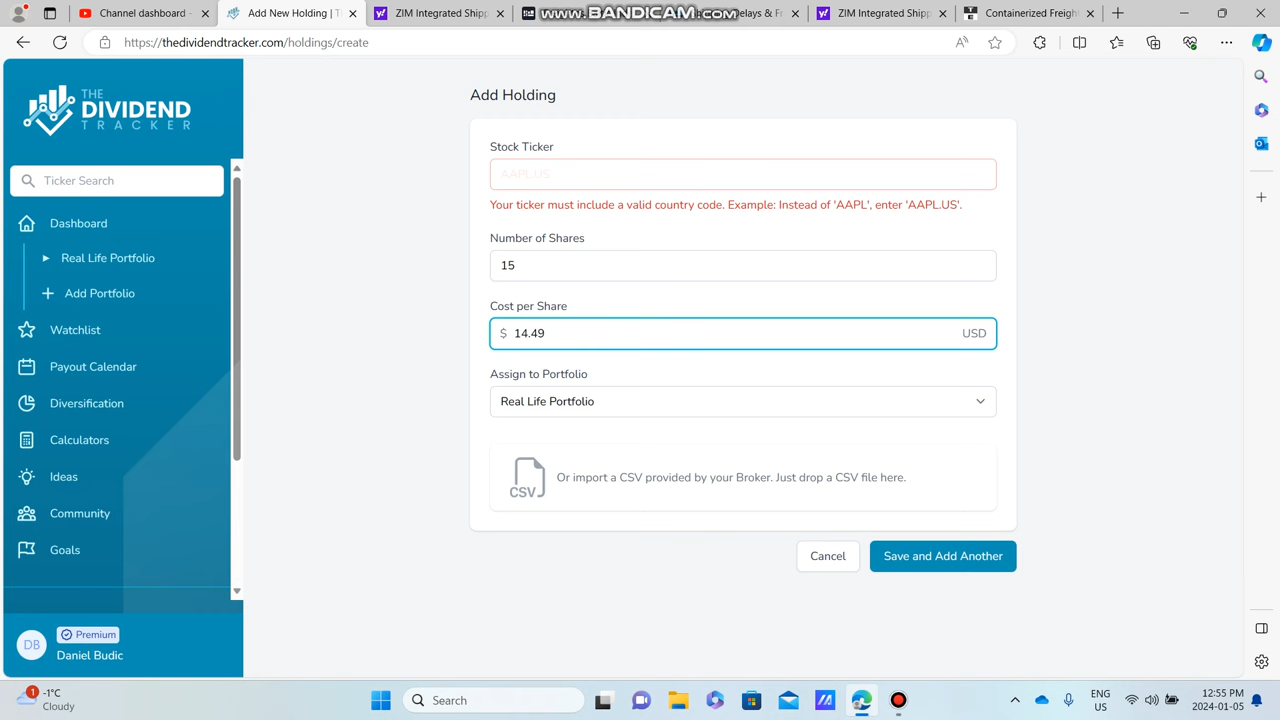 Channel dashboard -
Add New Holding | T
ZIM Integrated Shipp
www.BANDICAM.com
elays &
ZIM Integrated Shipp
Containerized Freight
https://thedividendtracker.com/holdings/create
THE
DIVIDEND
TRACKER
Ticker Search
Dashboard
Real Life Portfolio
Add Portfolio
Watchlist
Payout Calendar
Diversification
Calculators
Ideas
Community
Goals
DB
Premium
Daniel Budic
Add Holding
Stock Ticker
AAPL.US
Your ticker must include a valid country code. Example: Instead of 'AAPL', enter 'AAPL.US'.
Number of Shares
15
Cost per Share
$ 14.49 USD
Assign to Portfolio
Real Life Portfolio
CSV
Or import a CSV provided by your Broker. Just drop a CSV file here.
Cancel
Save and Add Another
1
-1°C
Cloudy
Search
ENG
US
12:55 PM
2024-01-05